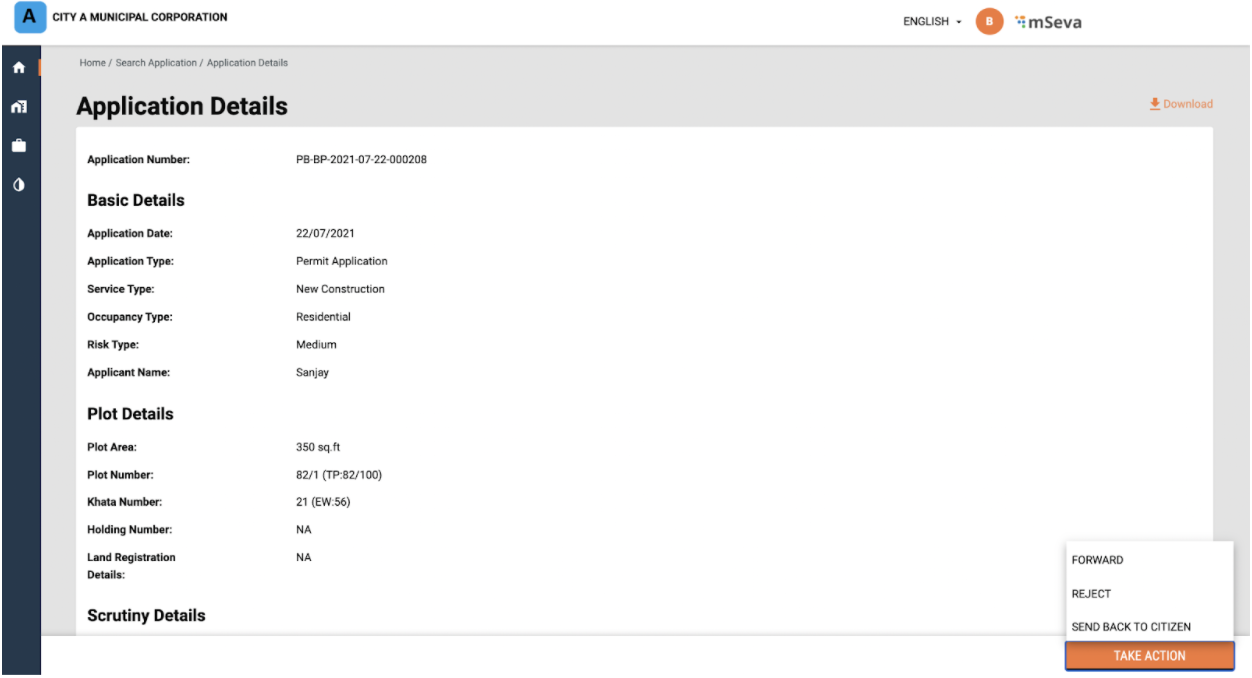 A CITY A MUNICIPAL CORPORATION
ENGLISH B mSeva
Home / Search Application / Application Details
Application Details
Download
Application Number: PB-BP-2021-07-22-000208
Basic Details
Application Date: 22/07/2021
Application Type: Permit Application
Service Type: New Construction
Occupancy Type: Residential
Risk Type: Medium
Applicant Name: Sanjay
Plot Details
Plot Area: 350 sq.ft
Plot Number: 82/1 (TP:82/100)
Khata Number: 21 (EW:56)
Holding Number: NA
Land Registration NA
Details:
Scrutiny Details
FORWARD
REJECT
SEND BACK TO CITIZEN
TAKE ACTION